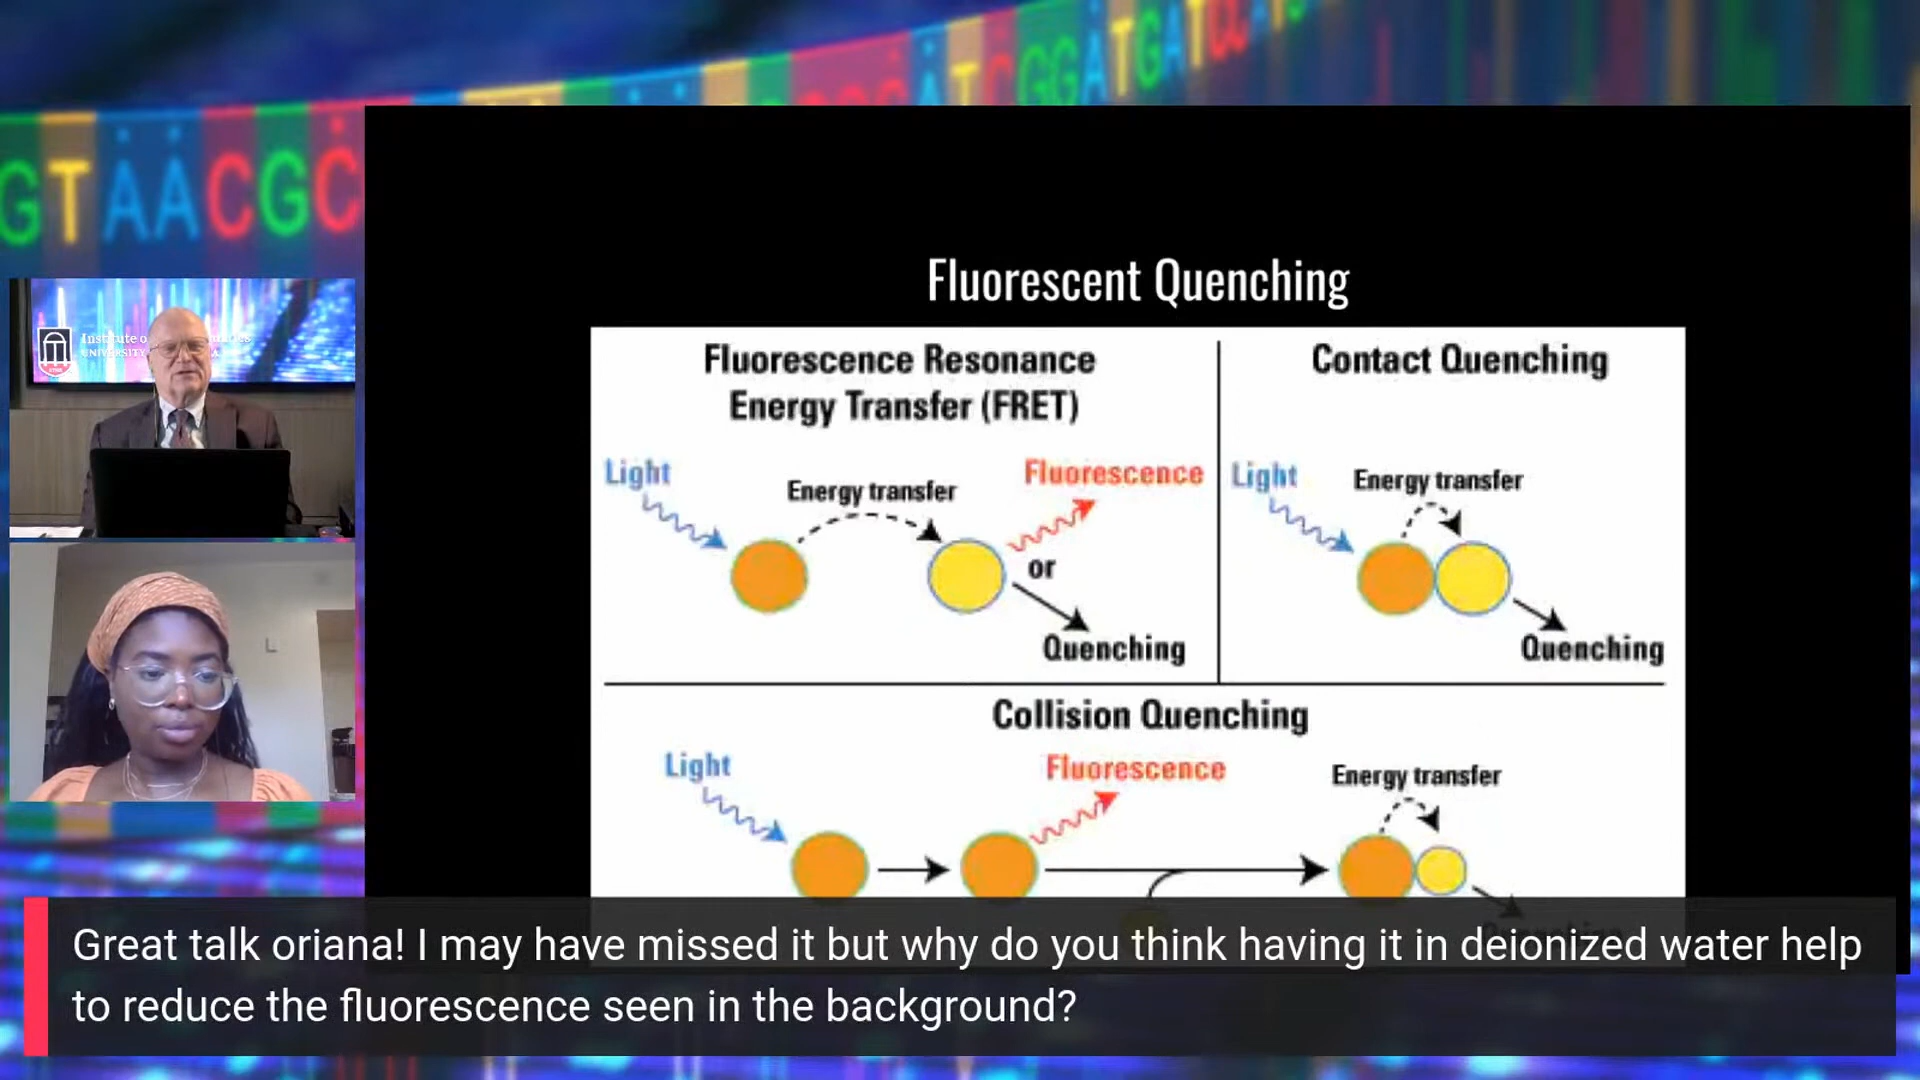 GTAACGC
A T C GGATGAT
Institute o
UNIVERSITY
Fluorescent Quenching
Fluorescence Resonance
Energy Transfer (FRET)
Light
Energy transfer
Fluorescence
or
Quenching
Contact Quenching
Light
Energy transfer
Quenching
Collision Quenching
Light
Fluorescence
Energy transfer
Great talk oriana! I may have missed it but why do you think having it in deionized water help
to reduce the fluorescence seen in the background?